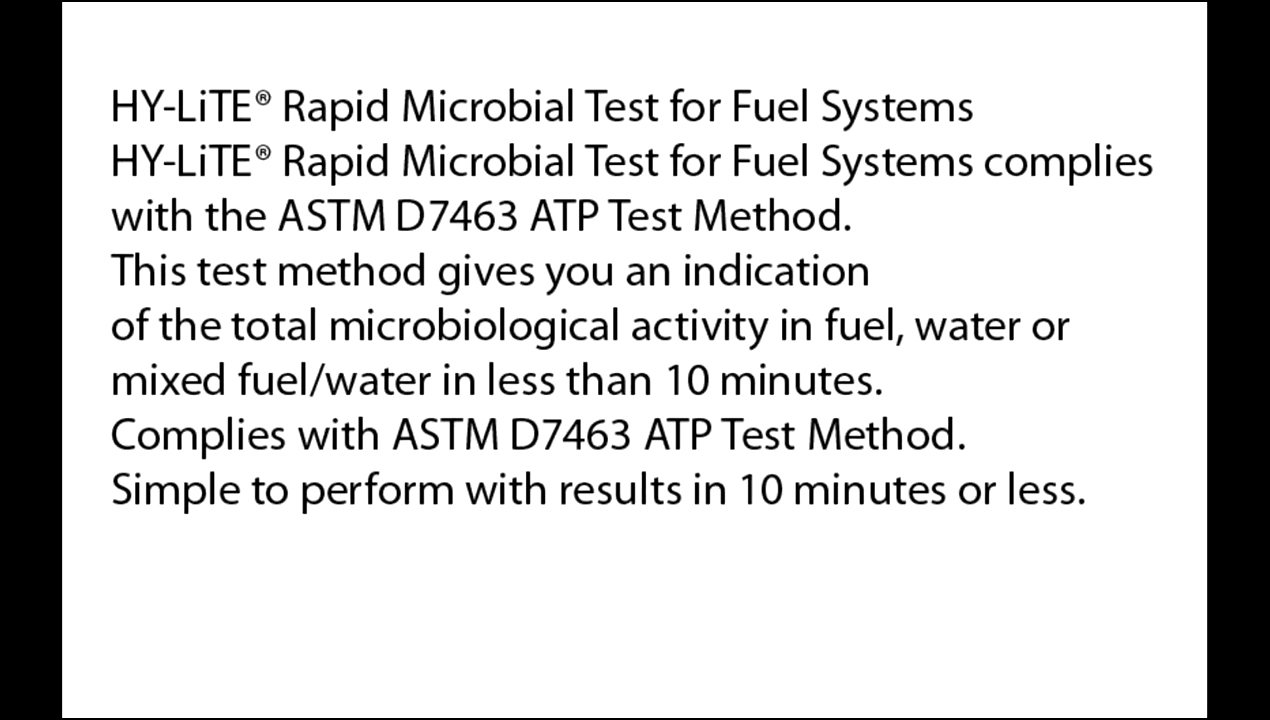 HY-LiTE® Rapid Microbial Test for Fuel Systems
HY-LiTE® Rapid Microbial Test for Fuel Systems complies
with the ASTM D7463 ATP Test Method.
This test method gives you an indication
of the total microbiological activity in fuel, water or
mixed fuel/water in less than 10 minutes.
Complies with ASTM D7463 ATP Test Method.
Simple to perform with results in 10 minutes or less.